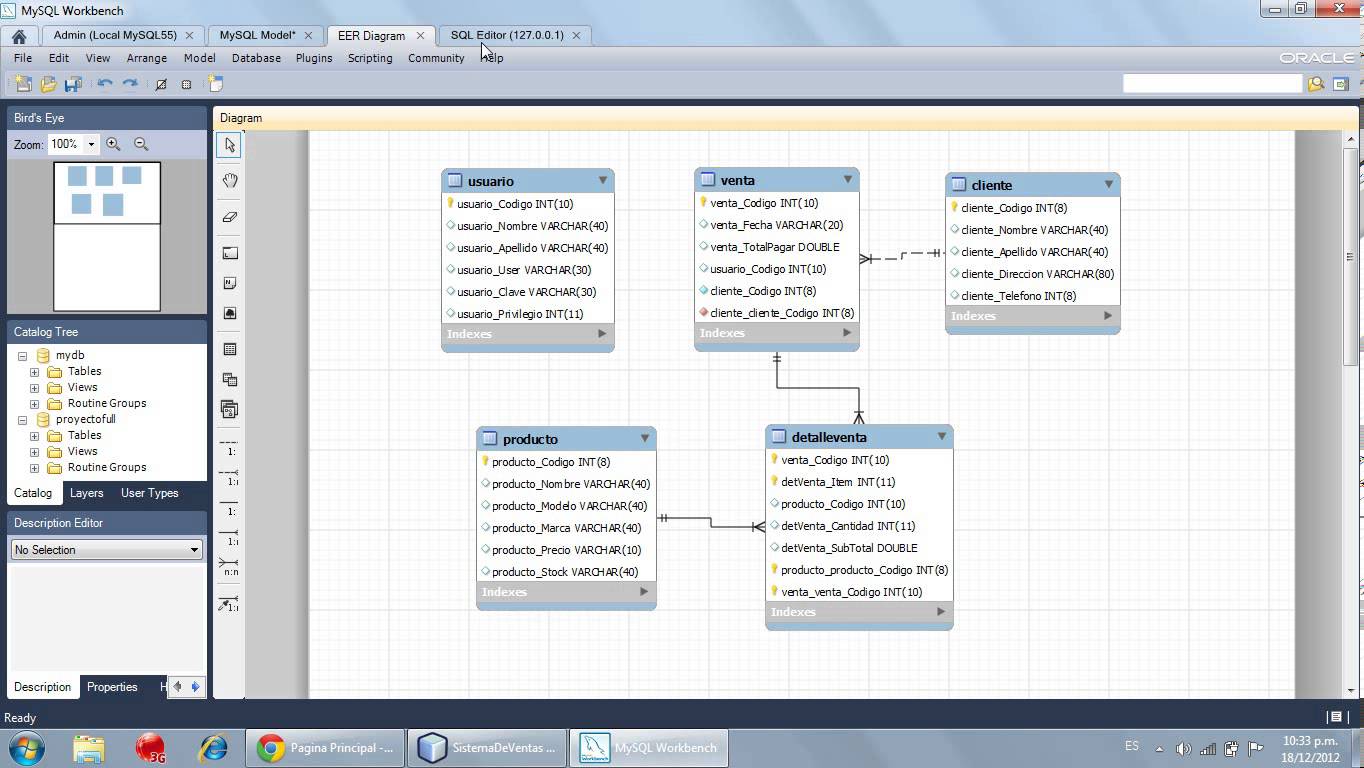 MySQL Workbench
Admin (Local MySQL55)
MySQL Model*
EER Diagram
SQL Editor (127.0.0.1)
File Edit View Arrange Model Database Plugins Scripting Community Help
ORACLE
Bird's Eye
Zoom: 100%
Diagram
usuario
usuario_Codigo INT(10)
usuario_Nombre VARCHAR(40)
usuario_Apellido VARCHAR(40)
usuario_User VARCHAR(30)
usuario_Clave VARCHAR(30)
usuario_Privilegio INT(11)
Indexes
venta
venta_Codigo INT(10)
venta_Fecha VARCHAR(20)
venta_TotalPagar DOUBLE
usuario_Codigo INT(10)
cliente_Codigo INT(8)
cliente_cliente_Codigo INT(8)
Indexes
cliente
cliente_Codigo INT(8)
cliente_Nombre VARCHAR(40)
cliente_Apellido VARCHAR(40)
cliente_Direccion VARCHAR(80)
cliente_Telefono INT(8)
Indexes
producto
producto_Codigo INT(8)
producto_Nombre VARCHAR(40)
producto_Modelo VARCHAR(40)
producto_Marca VARCHAR(40)
producto_Precio VARCHAR(10)
producto_Stock VARCHAR(40)
Indexes
detalleventa
venta_Codigo INT(10)
detVenta_Item INT(11)
producto_Codigo INT(10)
detVenta_Cantidad INT(11)
detVenta_SubTotal DOUBLE
producto_producto_Codigo INT(8)
venta_venta_Codigo INT(10)
Indexes
Catalog Tree
mydb
Tables
Views
Routine Groups
proyectofull
Tables
Views
Routine Groups
Catalog Layers User Types
Description Editor
No Selection
Description Properties H
1:
1:
1:
1:
n:n
1:
Ready
3G
Pagina Principal -...
SistemaDeVentas ...
MySQL Workbench
ES
10:33 p.m.
18/12/2012